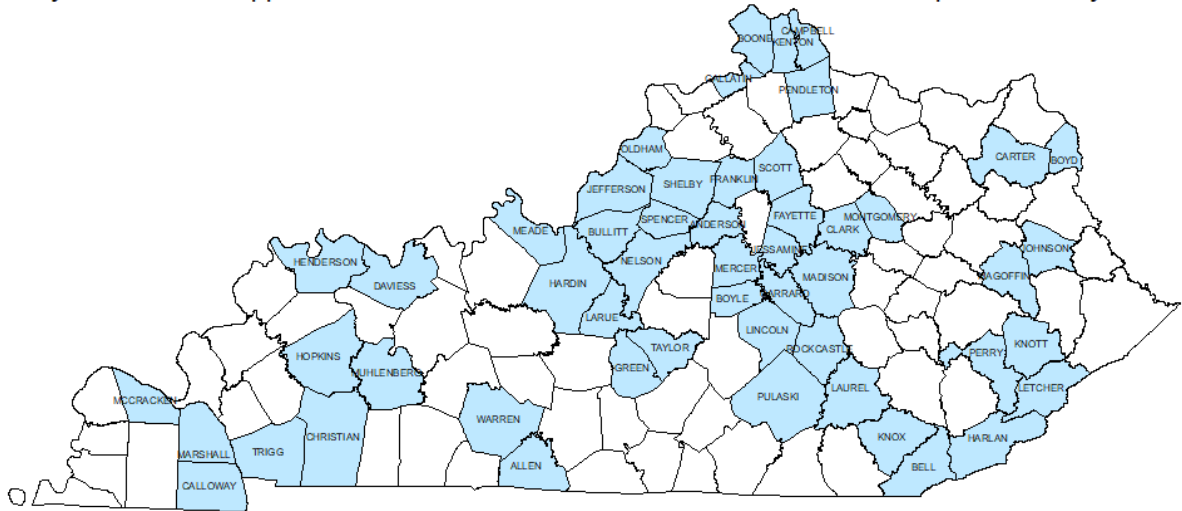 CAMPBELL
BOONE
KENTON
GALLATIN
PENDLETON
OLDHAM
CARTER
BOYD
SCOTT
FRANKLIN
SHELBY
JEFFERSON
SPENCER
ANDERSON
FAYETTE
MONTGOMERY
CLARK
MEADE
BULLITT
JESSAMINE
JOHNSON
NELSON
MERCER
HENDERSON
MADISON
MAGOFFIN
HARDIN
DAVIESS
GARRARD
BOYLE
LARUE
LINCOLN
HOPKINS
TAYLOR
ROCKCASTLE
KNOTT
PERRY
GREEN
MUHLENBERG
LAUREL
LETCHER
PULASKI
MCCRACKEN
WARREN
CHRISTIAN
KNOX
HARLAN
TRIGG
MARSHALL
ALLEN
BELL
CALLOWAY